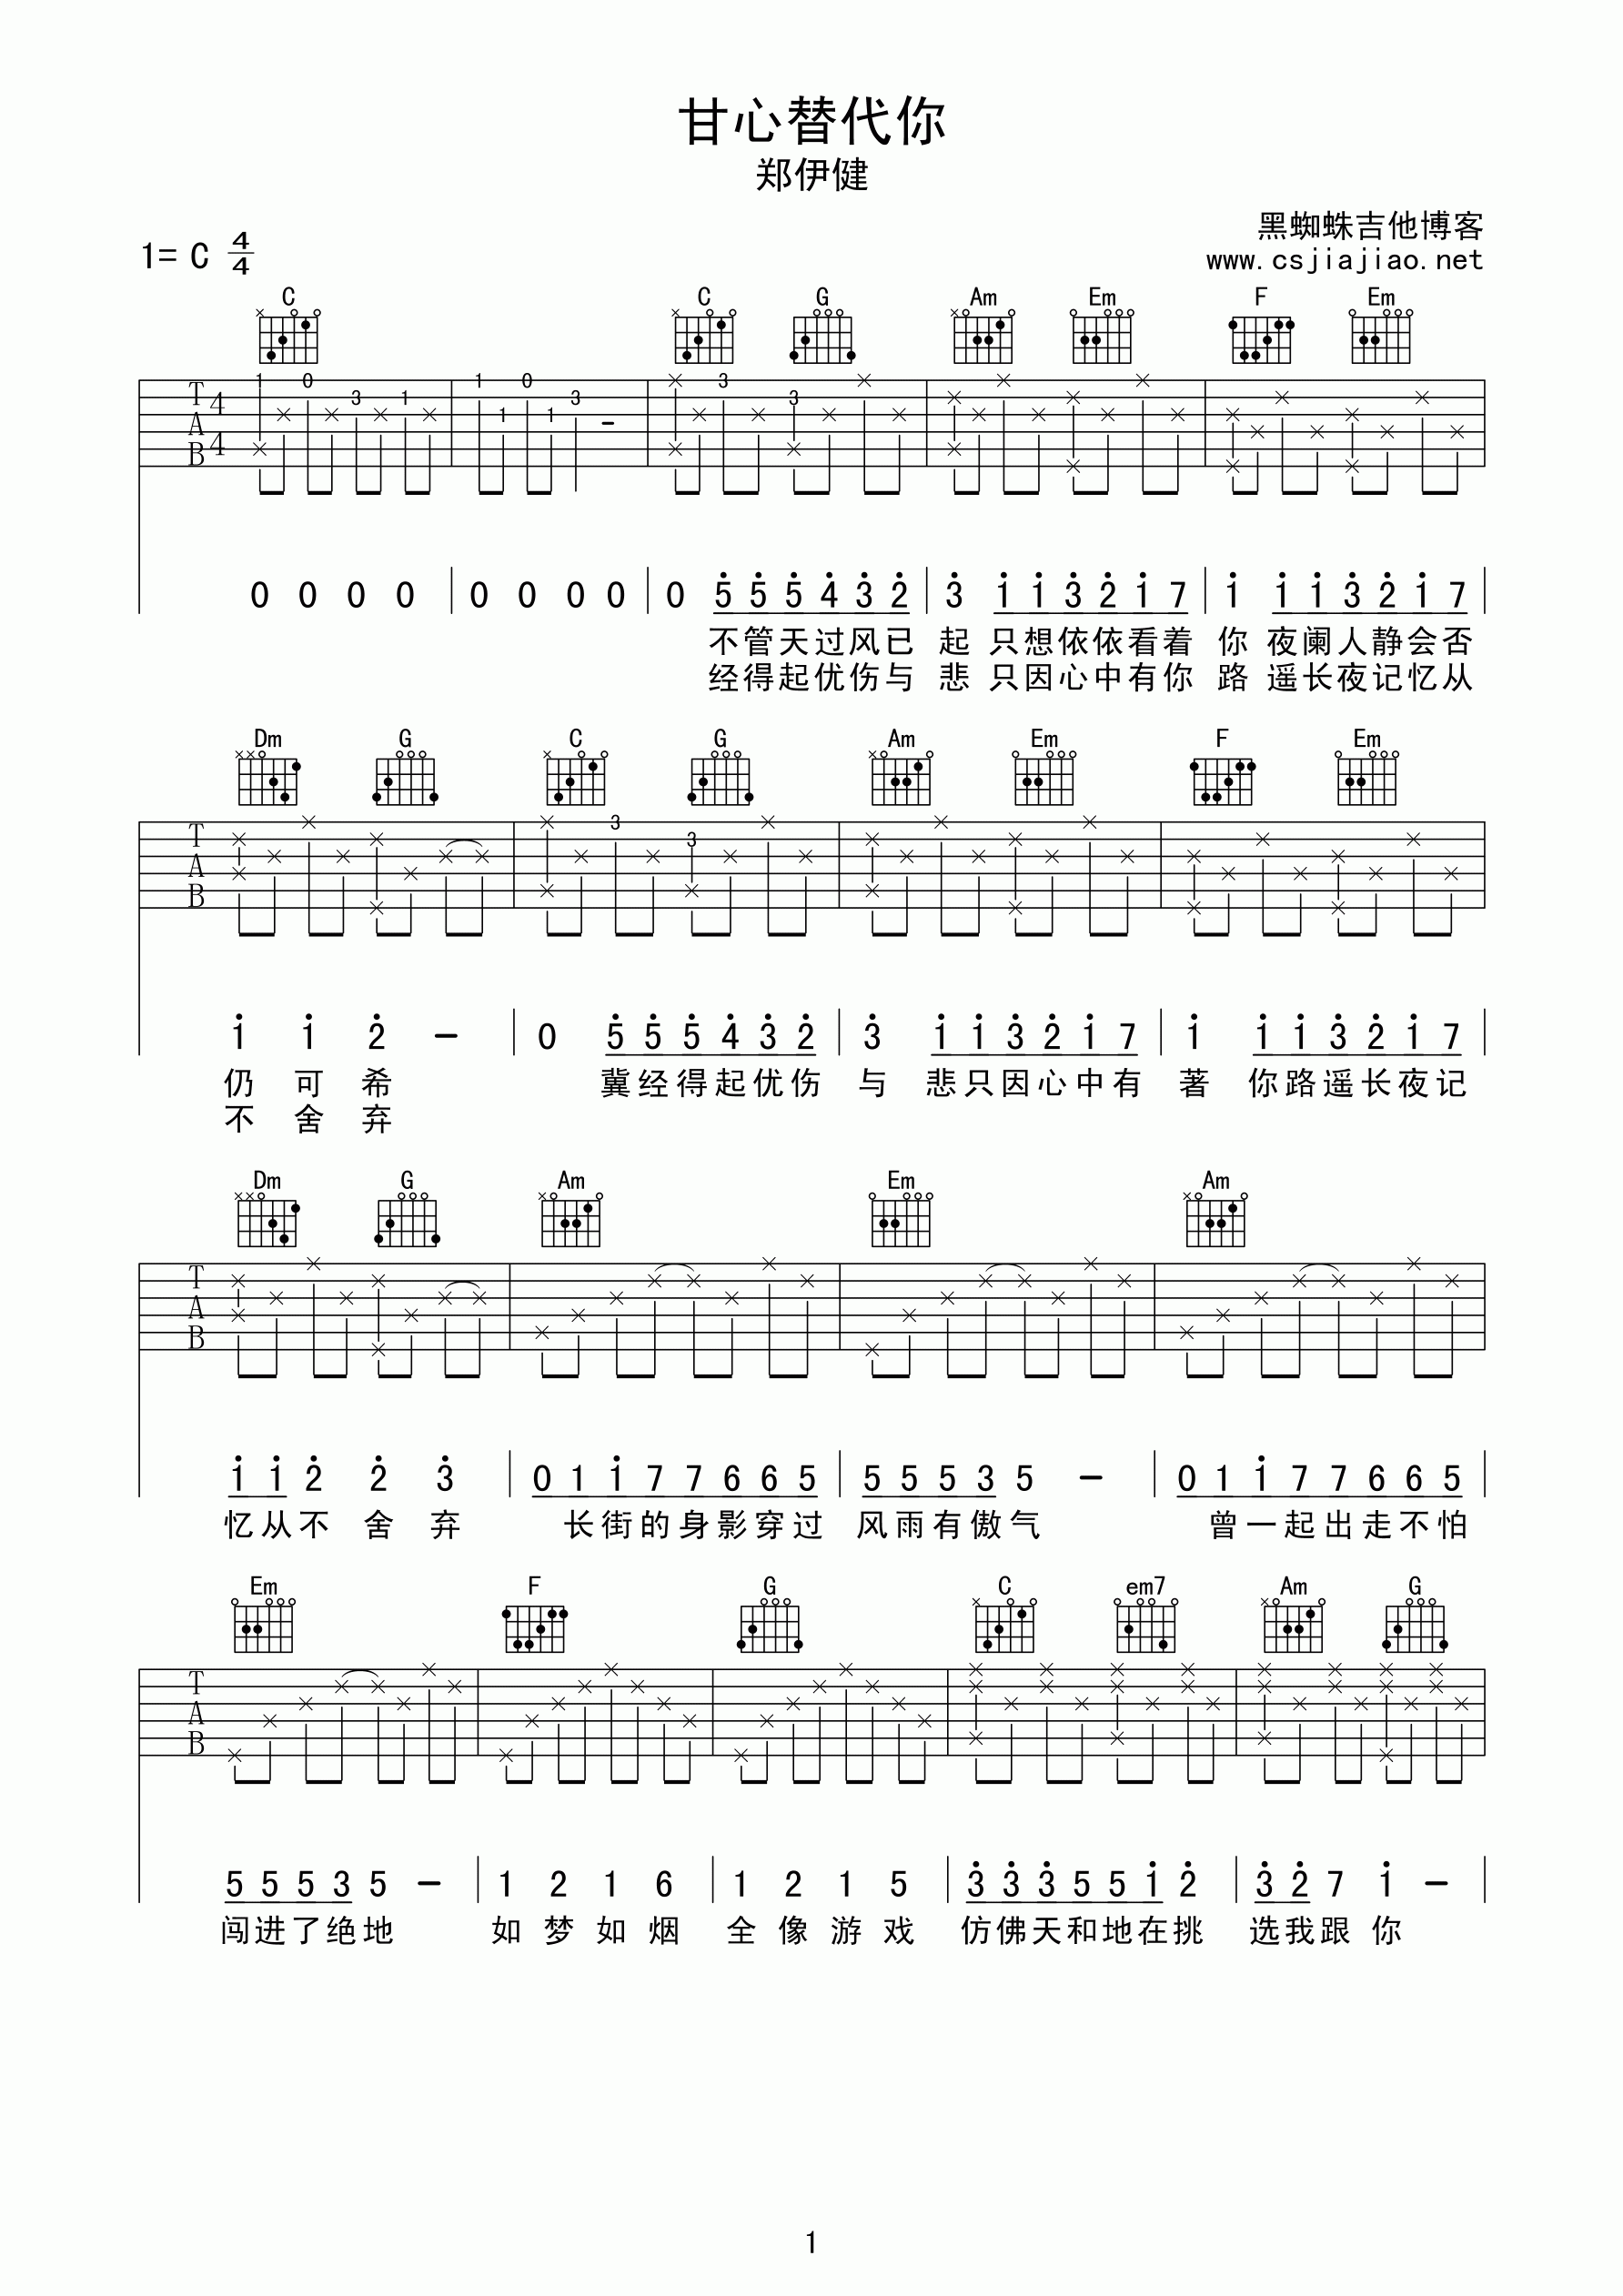 甘心替代你
郑伊健
黑蜘蛛吉他博客
1= C 4/4
www.csjiajiao.net
C C G Am Em F Em
T A B 4 4
1 0 3 1 1 1 0 1 3 3 3
0 0 0 0 0 0 0 0 0 5 5 5 4 3 2 3 1 1 3 2 1 7 1 1 1 3 2 1 7
不管天过风已 起 只想依依看着 你 夜阑人静会否
经得起优伤与 悲 只因心中有你 路 遥长夜记忆从
Dm G C G Am Em F Em
T A B
3 3
1 1 2 - 0 5 5 5 4 3 2 3 1 1 3 2 1 7 1 1 1 3 2 1 7
仍 可 希 冀经得起优伤 与 悲只因心中有 著 你路遥长夜记
不 舍 弃
Dm G Am Em Am
T A B
1 1 2 2 3 0 1 1 7 7 6 6 5 5 5 5 3 5 - 0 1 1 7 7 6 6 5
忆从不 舍 弃 长街的身影穿过 风雨有傲气 曾一起出走不怕
Em F G C em7 Am G
T A B
5 5 5 3 5 - 1 2 1 6 1 2 1 5 3 3 3 5 5 1 2 3 2 7 1 -
闯进了绝地 如梦如烟 全像游戏 仿佛天和地在挑 选我跟你
1